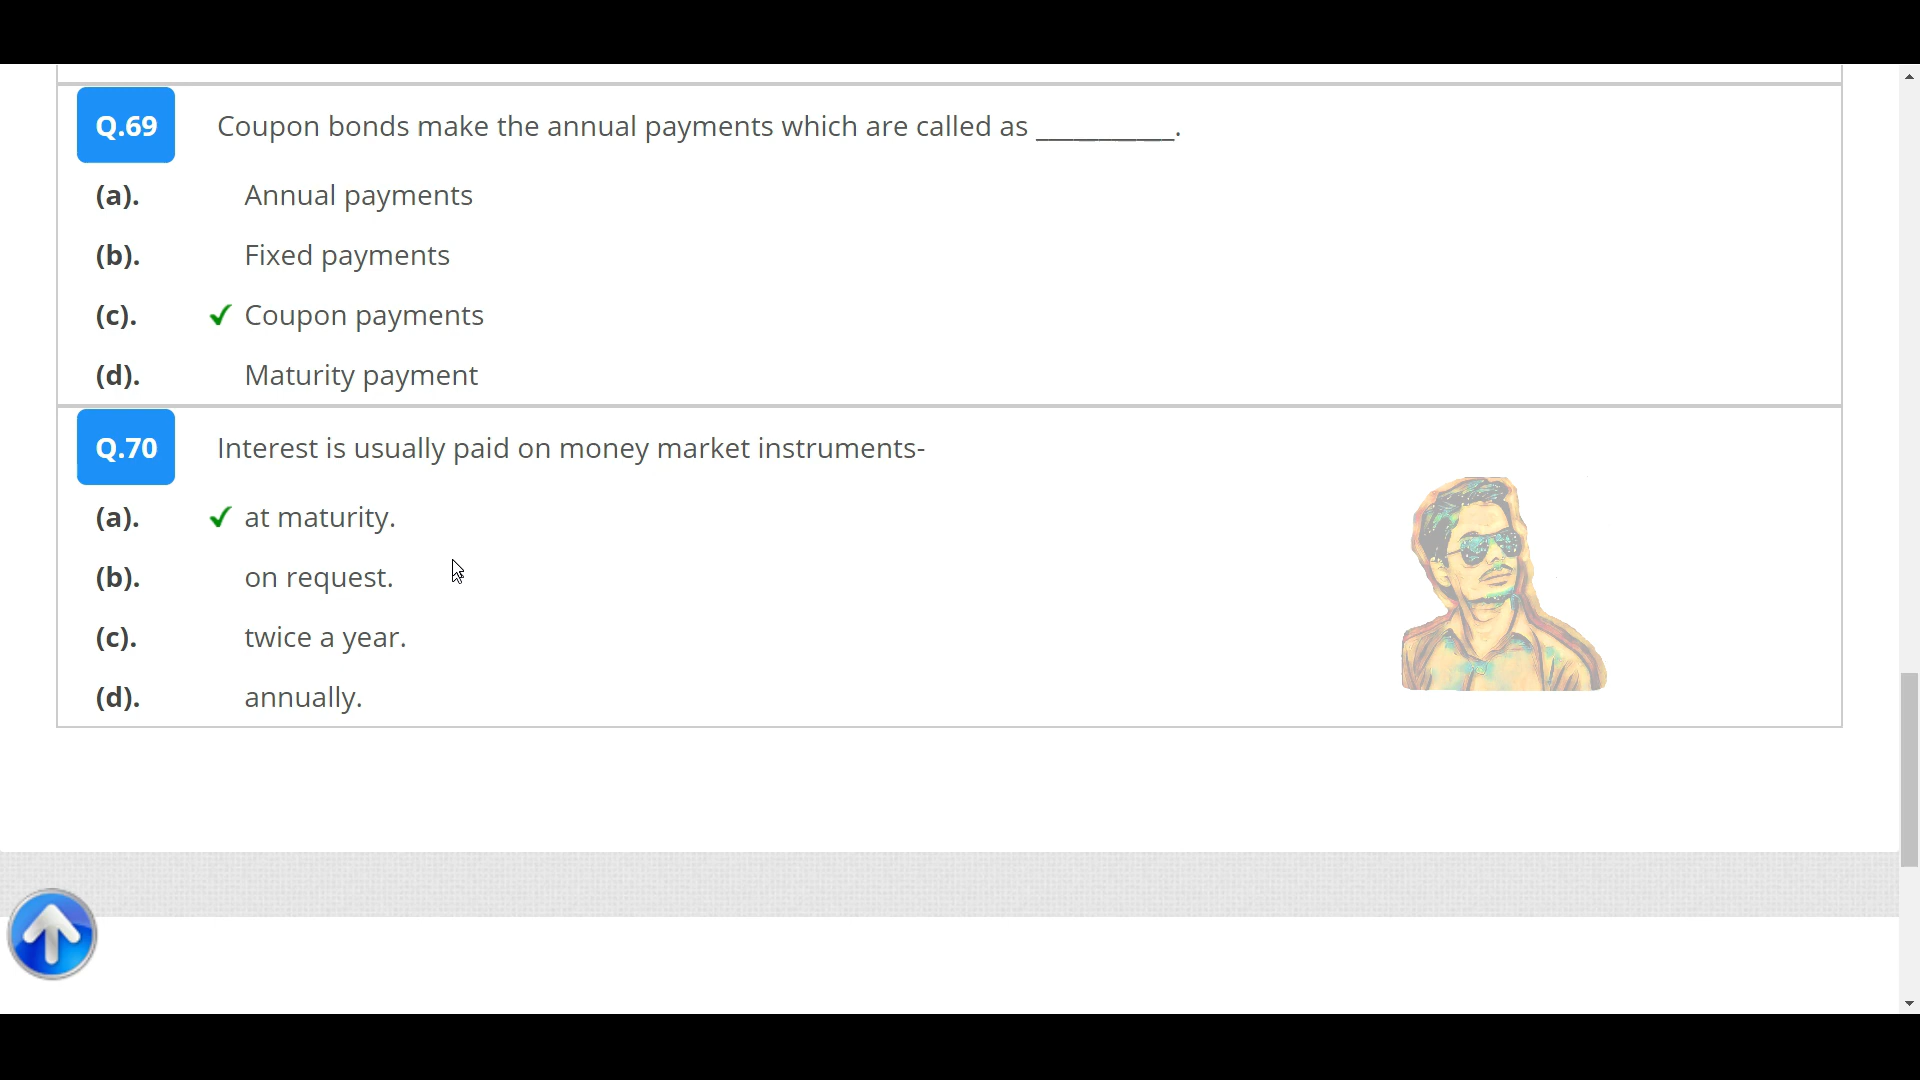 Q.69 Coupon bonds make the annual payments which are called as ___________.
(a). Annual payments
(b). Fixed payments
(c). ✓ Coupon payments
(d). Maturity payment
Q.70 Interest is usually paid on money market instruments-
(a). ✓ at maturity.
(b). on request.
(c). twice a year.
(d). annually.